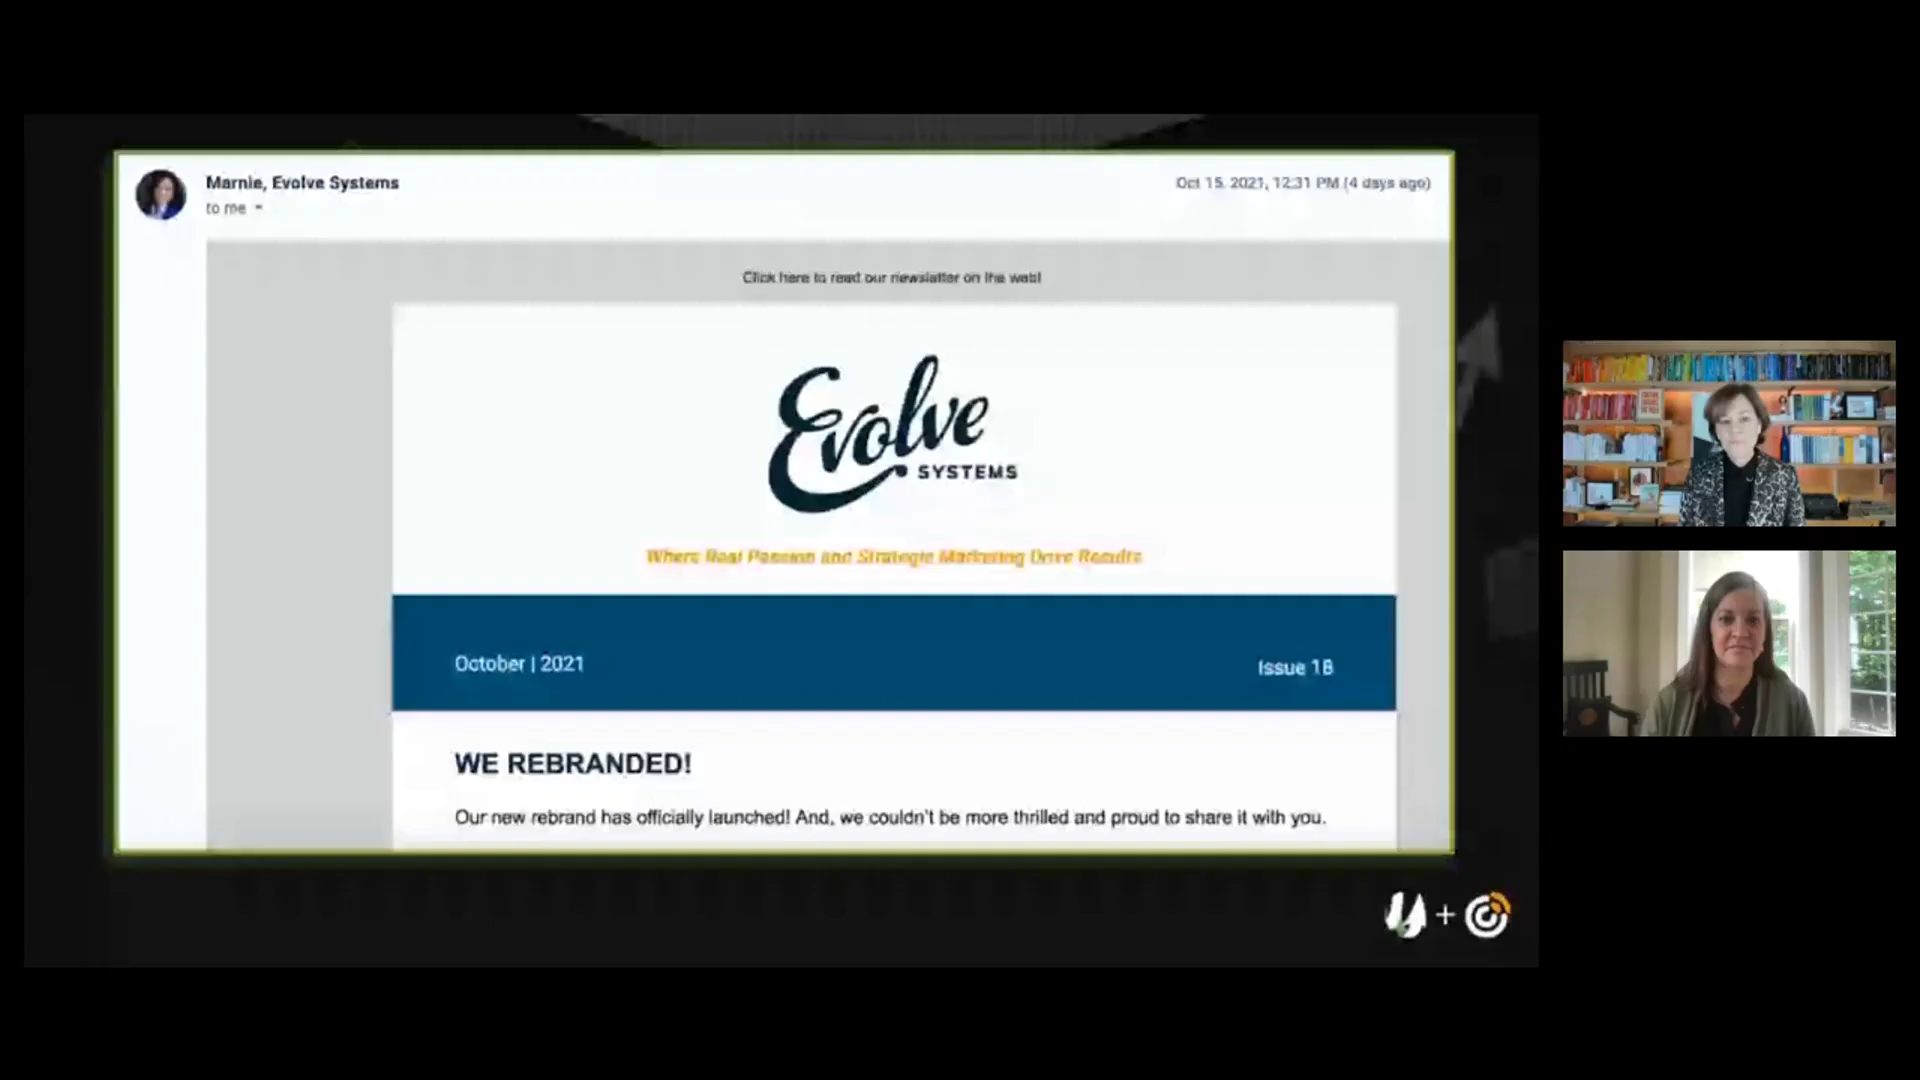 Marnie, Evolve Systems
Oct 15, 2021, 12:31 PM (4 days ago)
to me
Click here to read our newsletter on the web!
Evolve
SYSTEMS
Where Real Passion and Strategic Marketing Drive Results
October | 2021
Issue 18
WE REBRANDED!
Our new rebrand has officially launched! And, we couldn't be more thrilled and proud to share it with you.
+